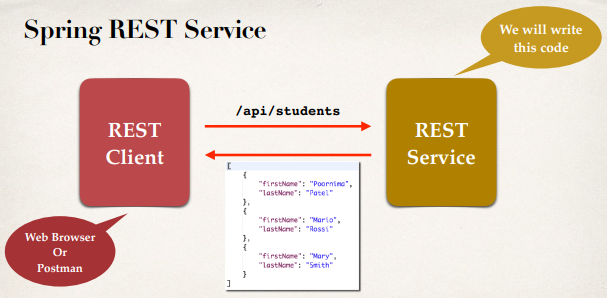 Spring REST Service
We will write
this code
REST
Client
/api/students
REST
Service
[
{
"firstName": "Poornima",
"lastName": "Patel"
},
{
"firstName": "Mario",
"lastName": "Rossi"
},
{
"firstName": "Mary",
"lastName": "Smith"
}
]
Web Browser
Or
Postman